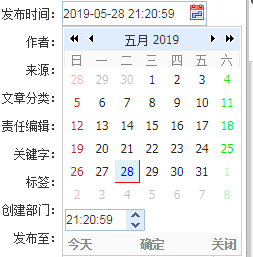 发布时间: 2019-05-28 21:20:59
作者:
五月 2019
来源:
日 一 二 三 四 五 六
28 29 30 1 2 3 4
文章分类:
5 6 7 8 9 10 11
责任编辑:
12 13 14 15 16 17 18
关键字:
19 20 21 22 23 24 25
标签:
26 27 28 29 30 31 1
2 3 4 5 6 7 8
创建部门:
21:20:59
发布至:
今天 确定 关闭